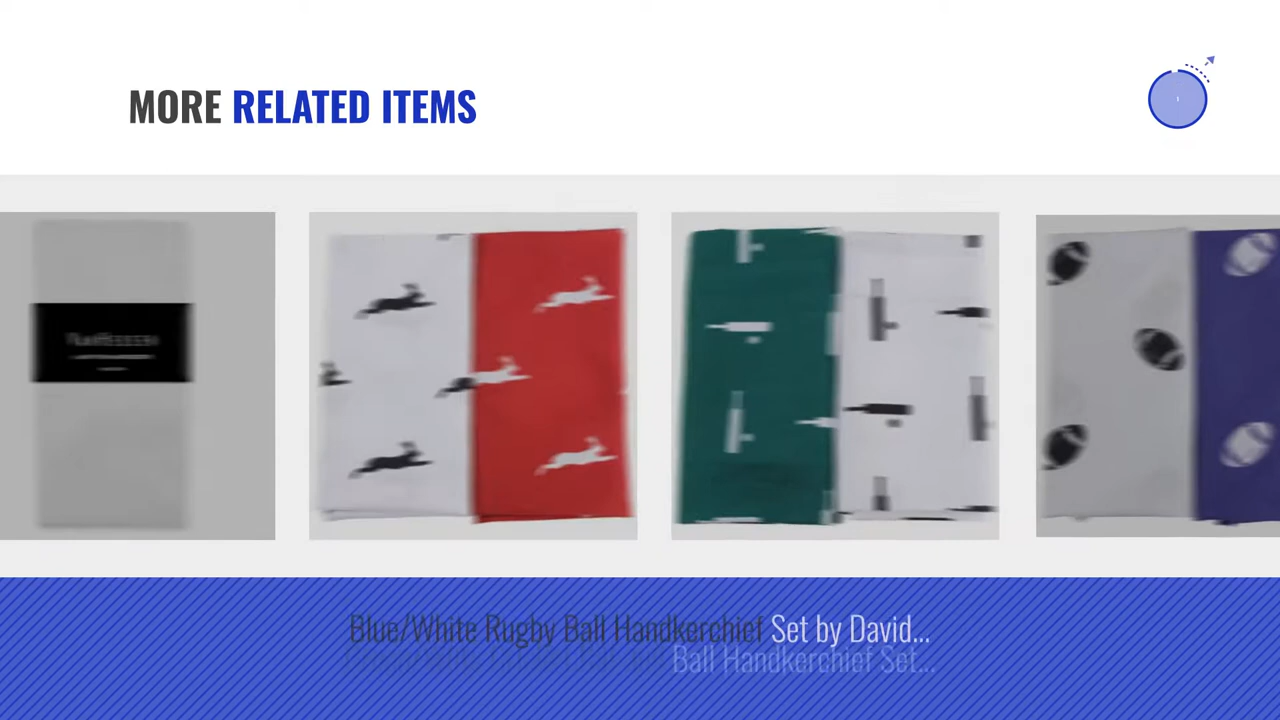 MORE RELATED ITEMS
Blue/White Rugby Ball Handkerchief Set by David...
Ball Handkerchief Set...